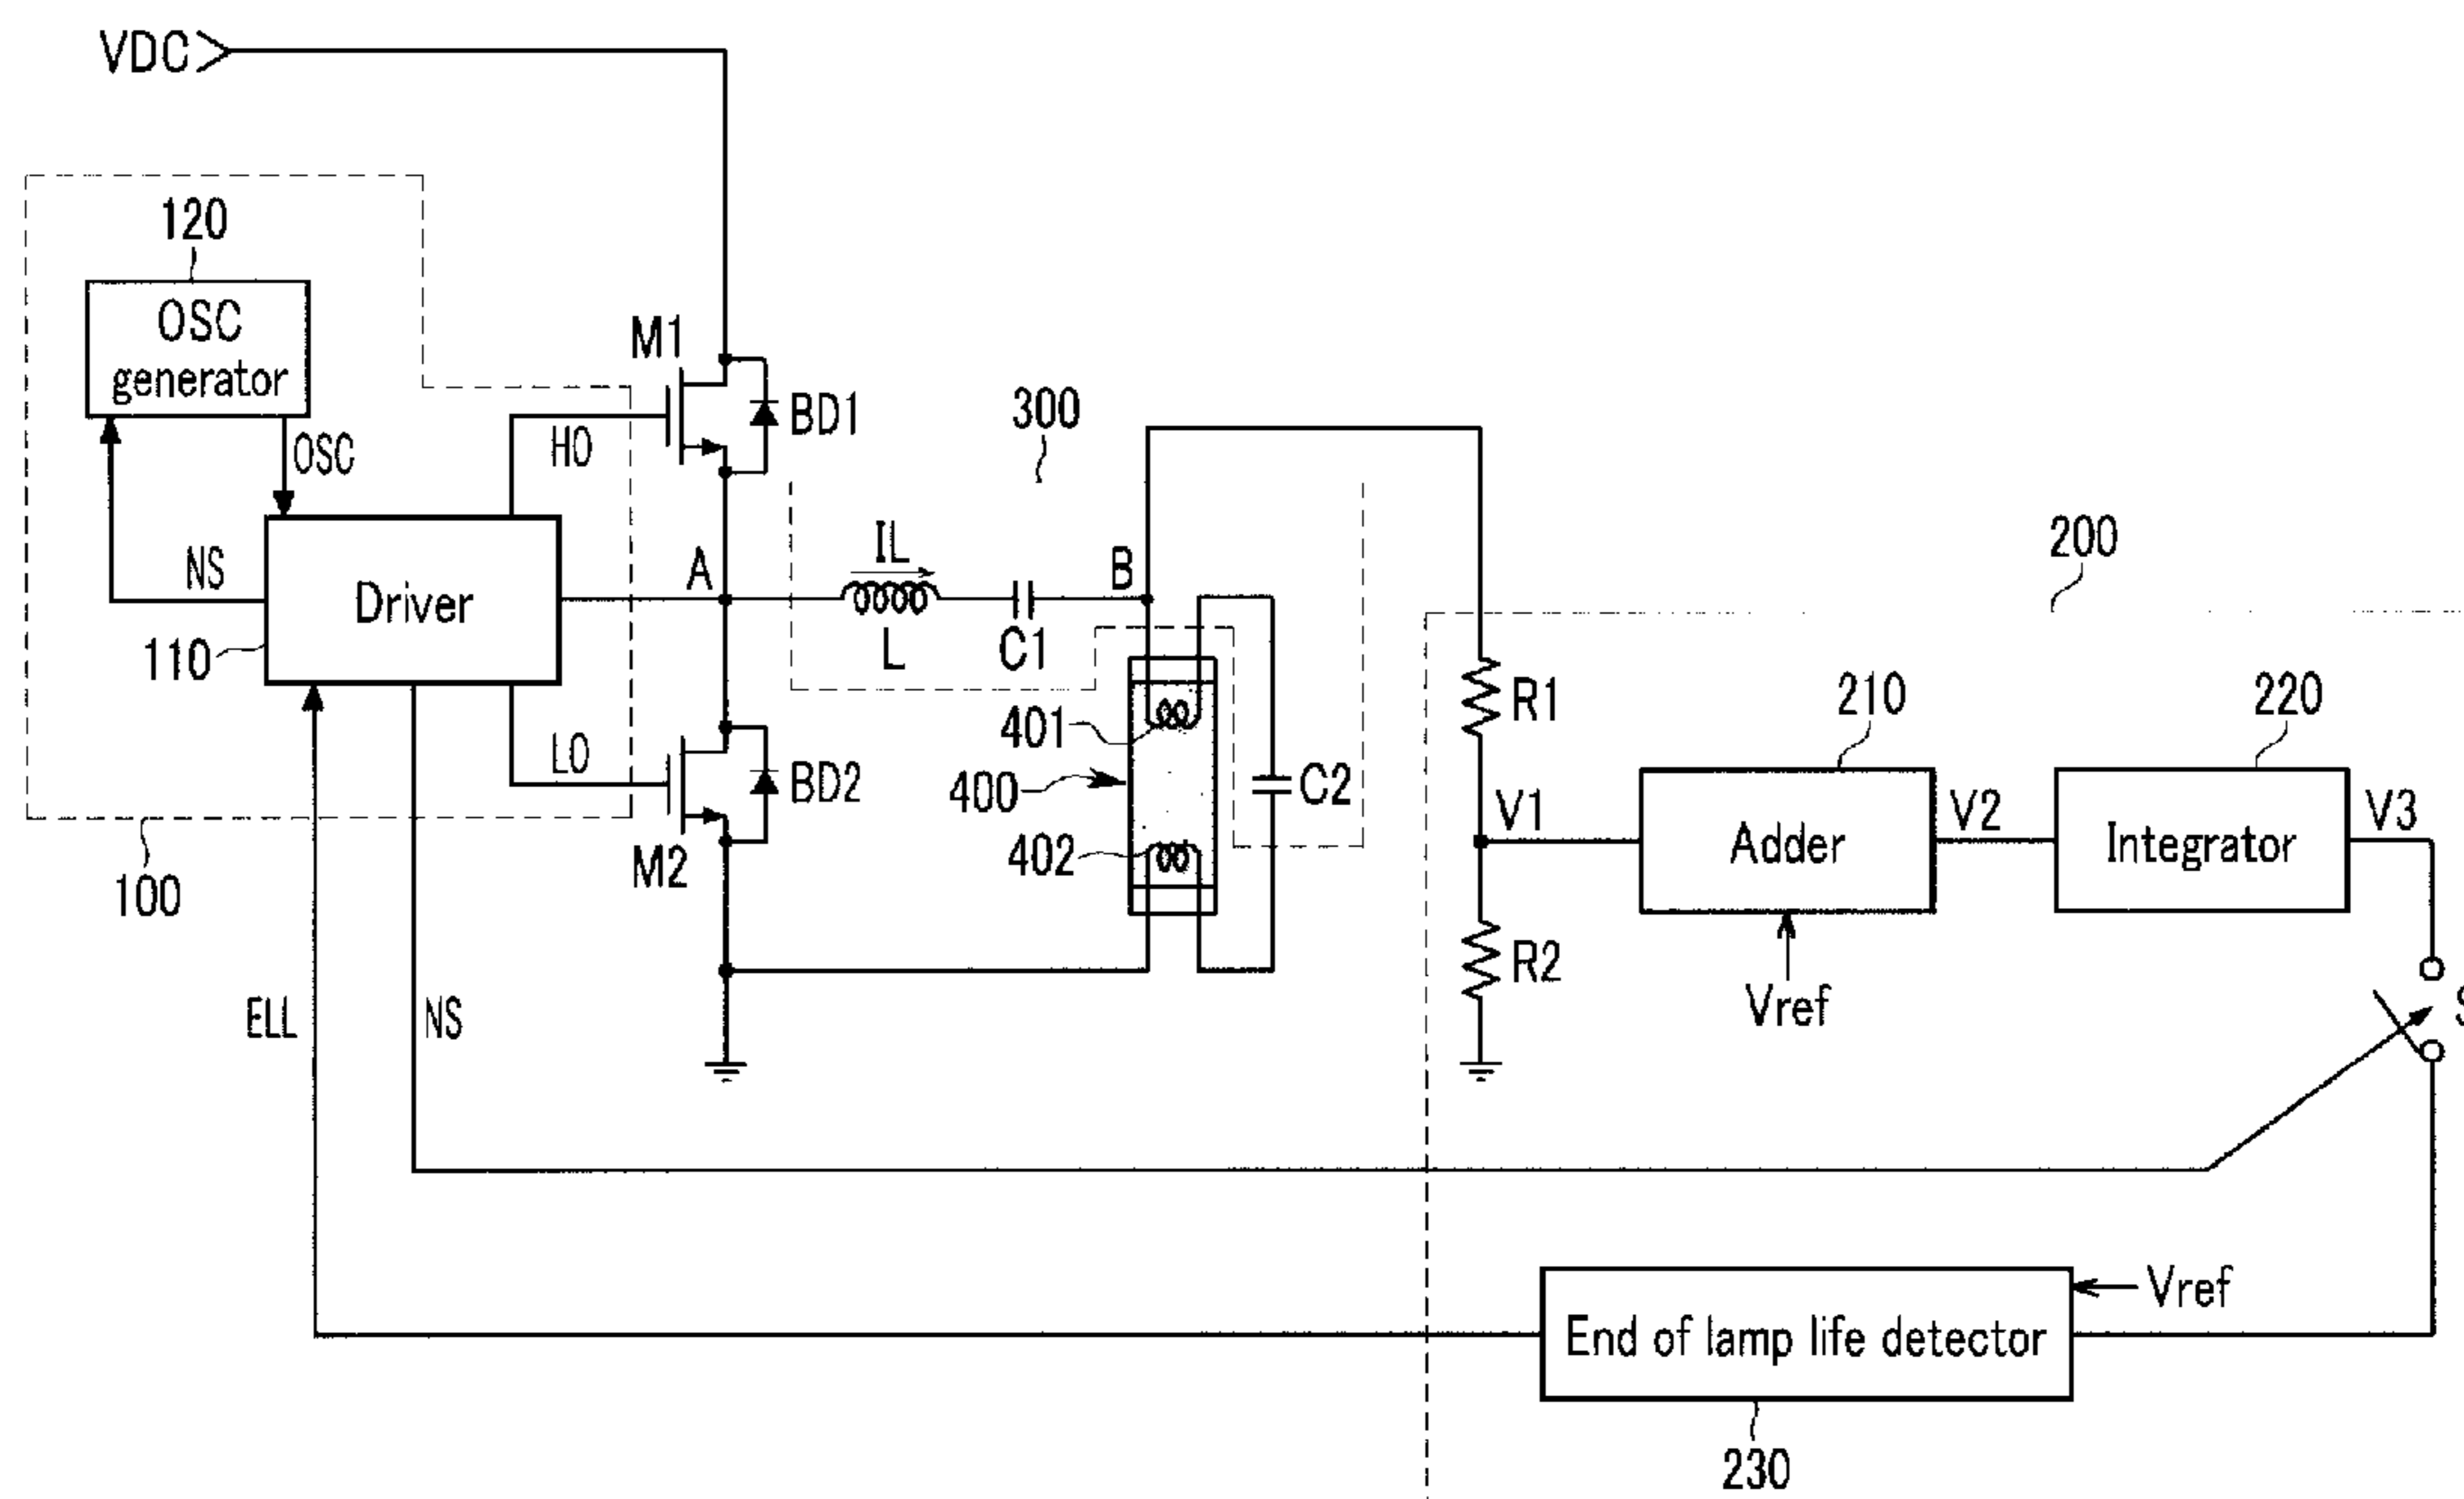 VDC
120
OSC
generator
M1
BD1
300
HO
OSC
IL
A
B
200
NS
Driver
L
C1
110
R1
210
220
401
LO
BD2
400
C2
V1
Adder
V2
Integrator
V3
402
M2
100
R2
Vref
ELL
NS
S
Vref
End of lamp life detector
230